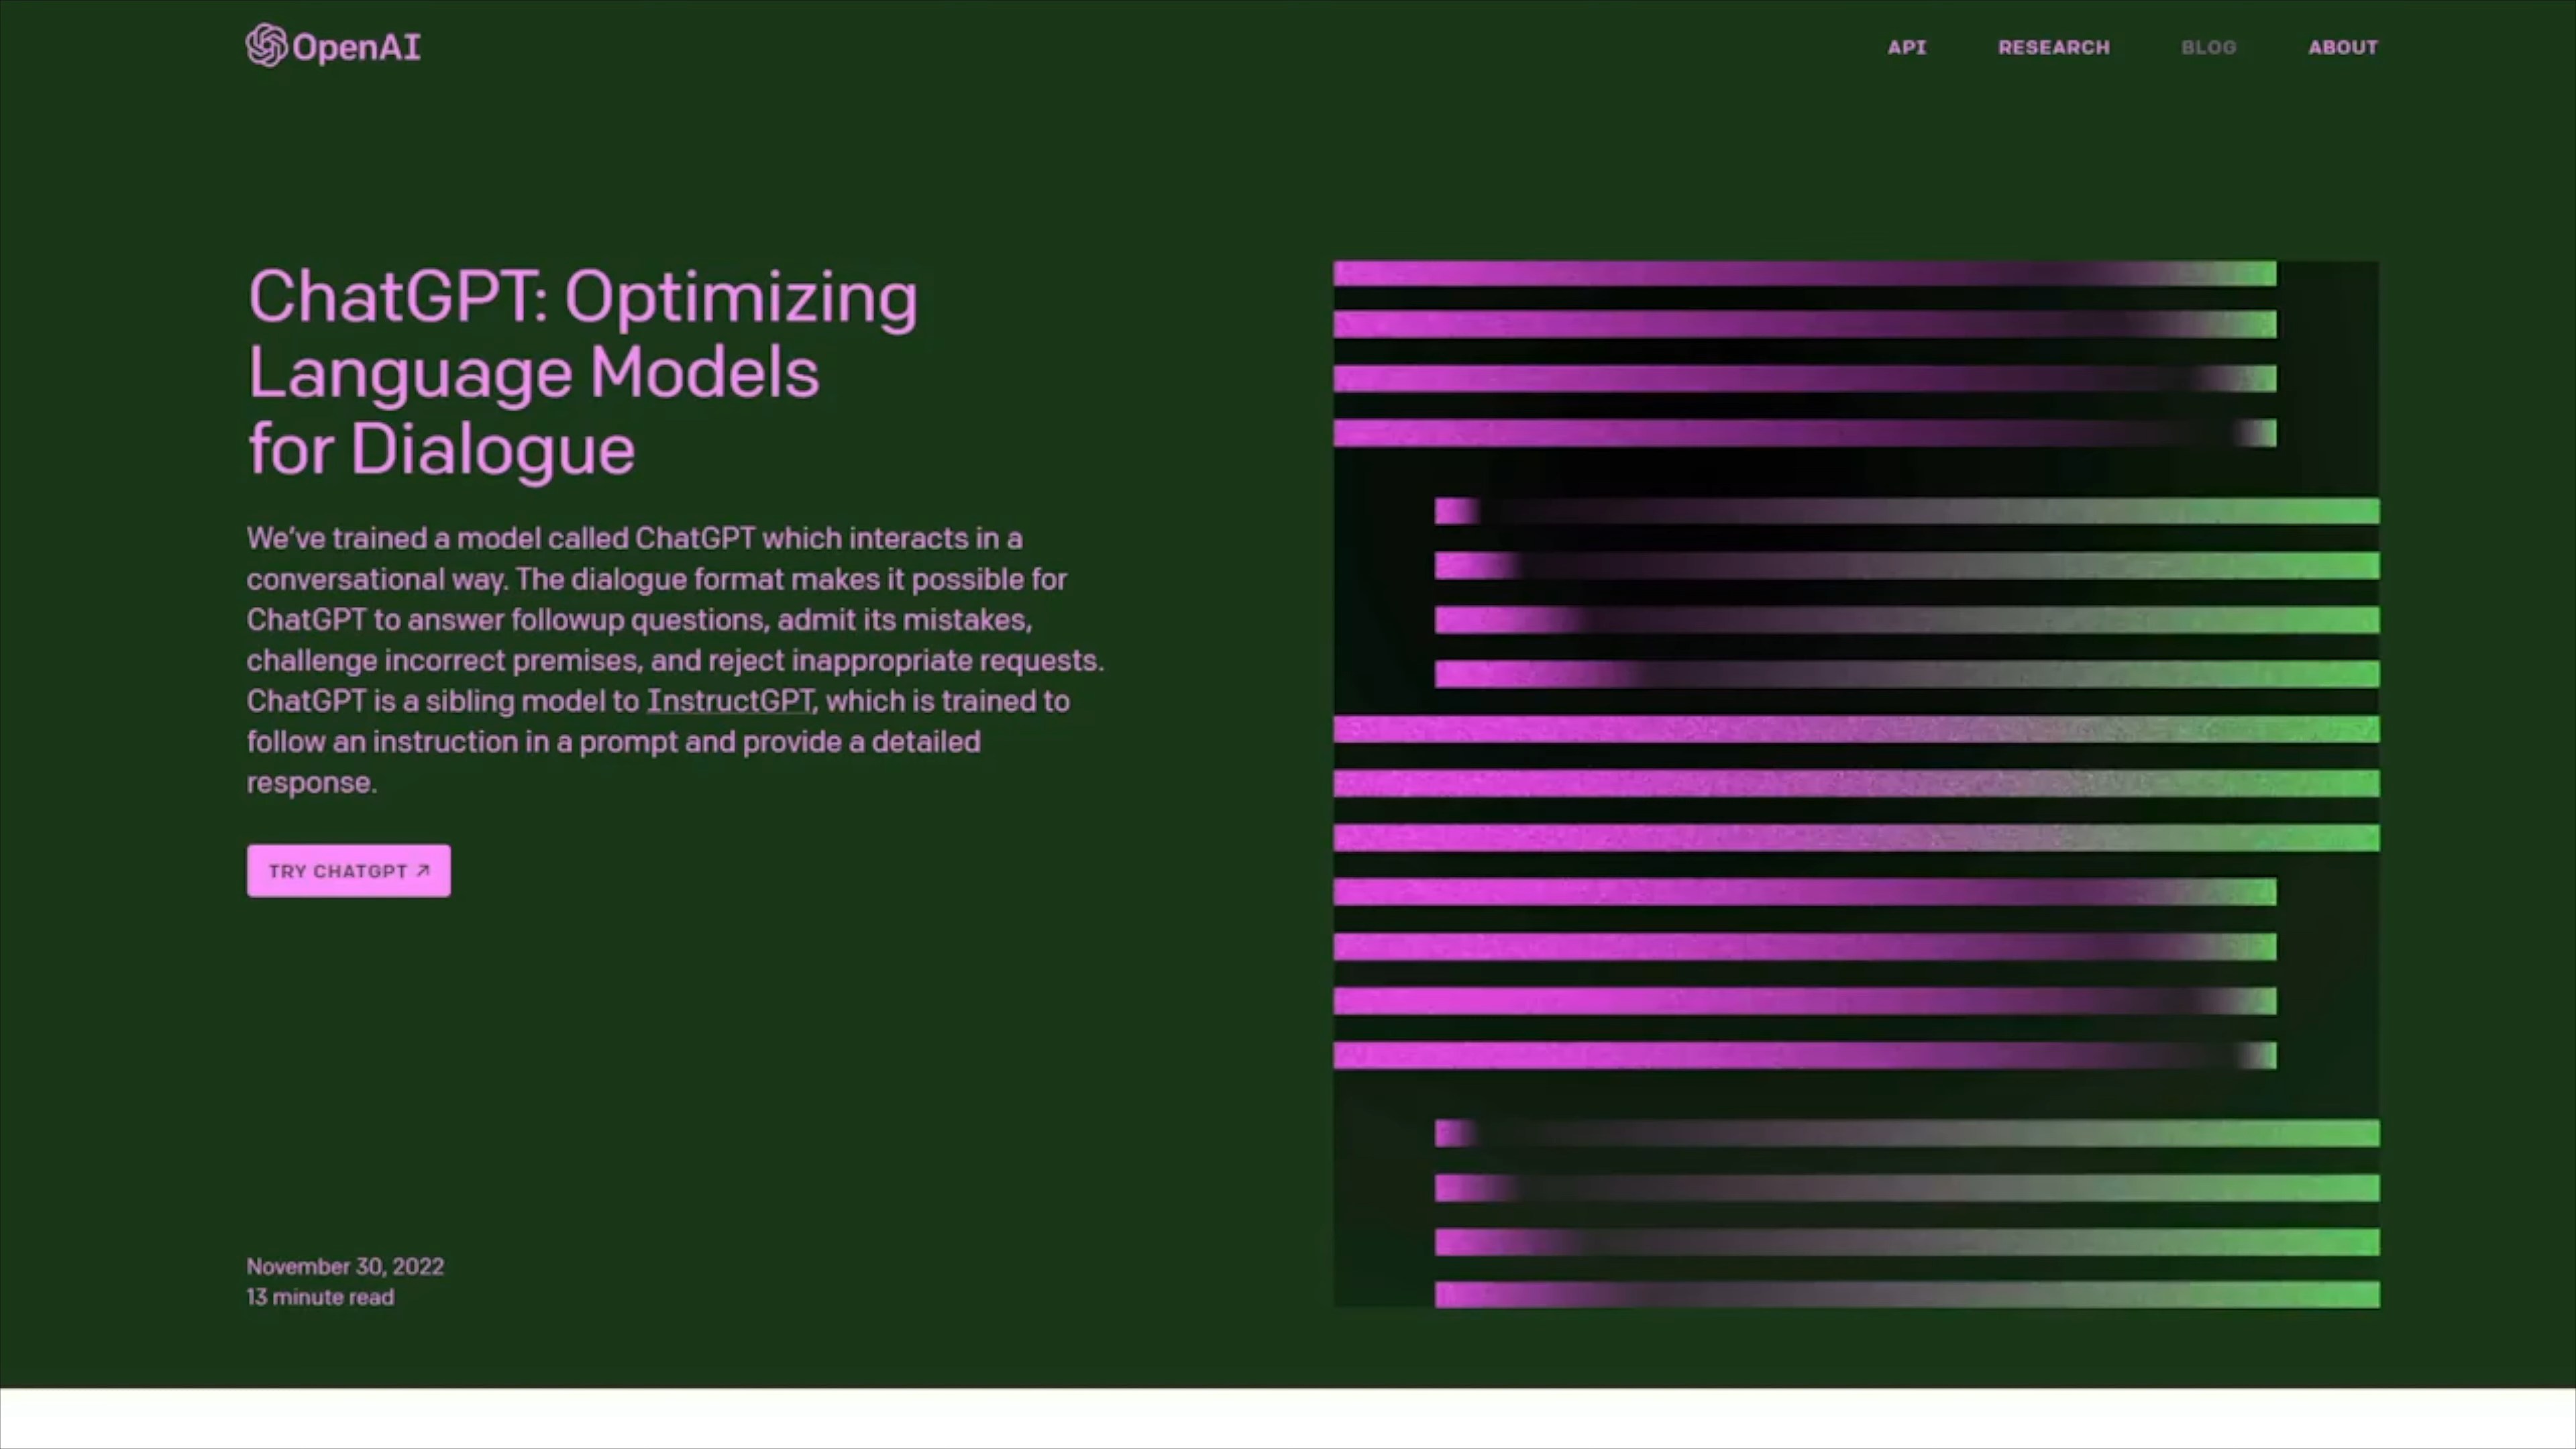 OpenAI
API RESEARCH BLOG ABOUT
ChatGPT: Optimizing
Language Models
for Dialogue
We’ve trained a model called ChatGPT which interacts in a
conversational way. The dialogue format makes it possible for
ChatGPT to answer followup questions, admit its mistakes,
challenge incorrect premises, and reject inappropriate requests.
ChatGPT is a sibling model to InstructGPT, which is trained to
follow an instruction in a prompt and provide a detailed
response.
TRY CHATGPT ↗
November 30, 2022
13 minute read